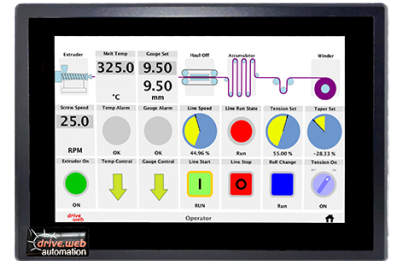 Extruder
Melt Temp
Gauge Set
Haul-Off
Accumulator
Winder
325.0
9.50
9.50
°C
mm
Screw Speed
Temp Alarm
Gauge Alarm
Line Speed
Line Run State
Tension Set
Taper Set
25.0
RPM
OK
OK
44.96 %
Run
55.00 %
-28.33 %
Extruder On
Temp Control
Gauge Control
Line Start
Line Stop
Roll Change
Tension On
I
O
ON
RUN
Run
ON
drive.web
Operator
drive.web
automation